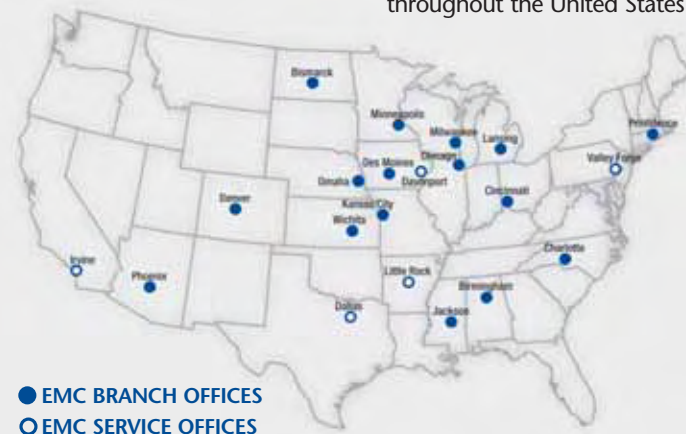 throughout the United States
Bismarck
Minneapolis
Milwaukee
Lansing
Providence
Chicago
Valley Forge
Des Moines
Davenport
Omaha
Cincinnati
Denver
Kansas City
Wichita
Charlotte
Irvine
Phoenix
Little Rock
Birmingham
Dallas
Jackson
EMC BRANCH OFFICES
EMC SERVICE OFFICES